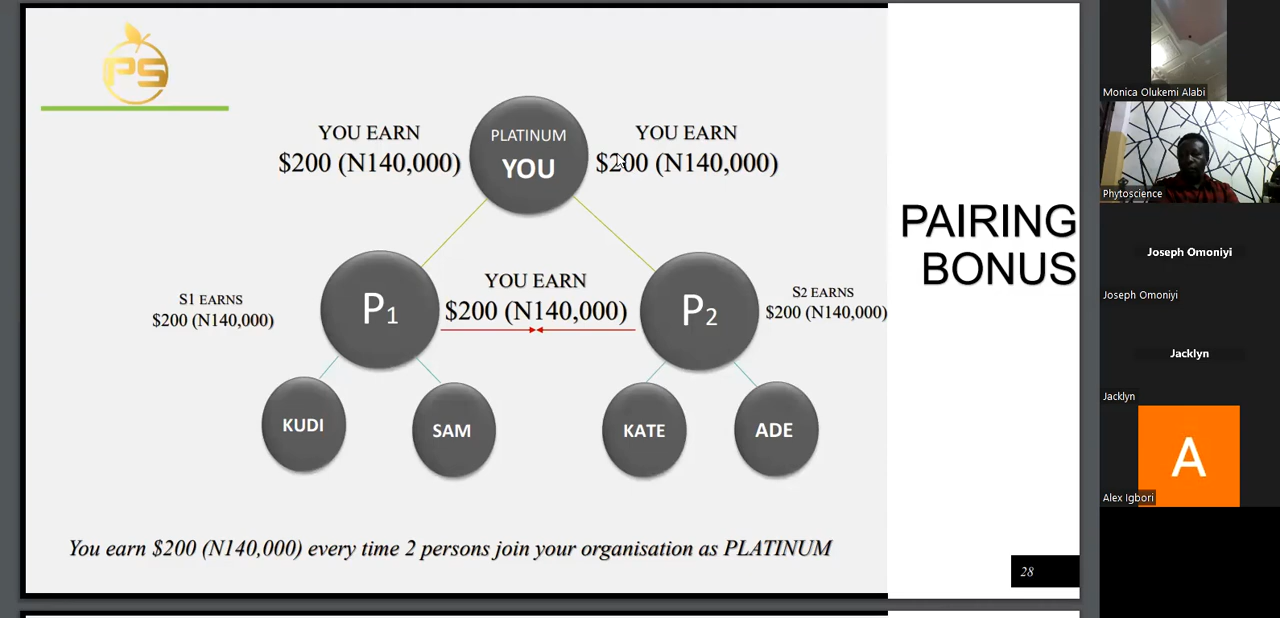 PS
YOU EARN
$200 (N140,000)
PLATINUM
YOU
YOU EARN
$200 (N140,000)
PAIRING
BONUS
S1 EARNS
$200 (N140,000)
P1
YOU EARN
$200 (N140,000)
P2
S2 EARNS
$200 (N140,000)
KUDI
SAM
KATE
ADE
You earn $200 (N140,000) every time 2 persons join your organisation as PLATINUM
28
Monica Olukemi Alabi
Phytoscience
Joseph Omoniyi
Joseph Omoniyi
Jacklyn
Jacklyn
A
Alex Igbori